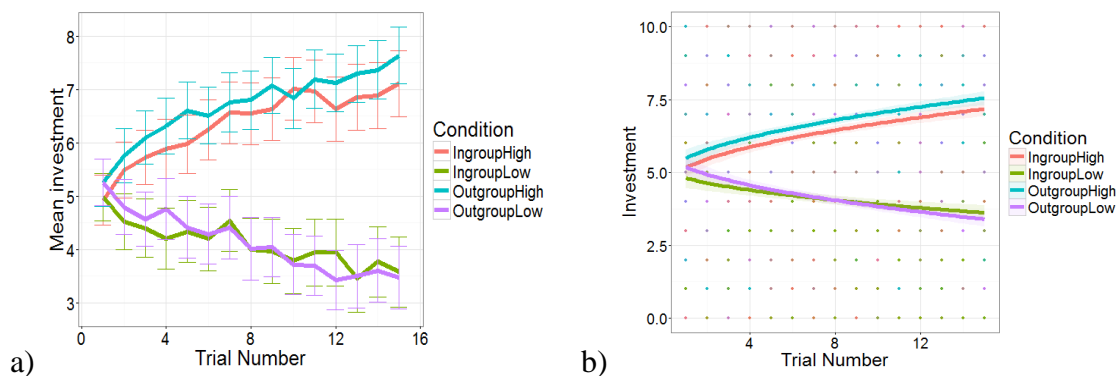 a)
Mean investment
8
7
6
5
4
3
0 4 8 12 16
Trial Number
Condition
IngroupHigh
IngroupLow
OutgroupHigh
OutgroupLow
b)
Investment
10.0
7.5
5.0
2.5
0.0
4 8 12
Trial Number
Condition
IngroupHigh
IngroupLow
OutgroupHigh
OutgroupLow